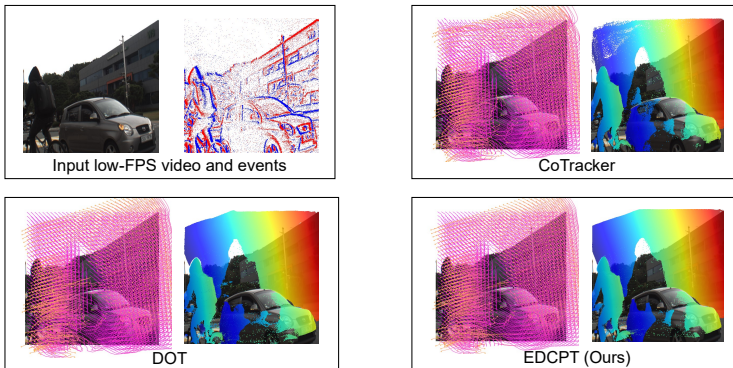 Input low-FPS video and events
CoTracker
DOT
EDCPT (Ours)